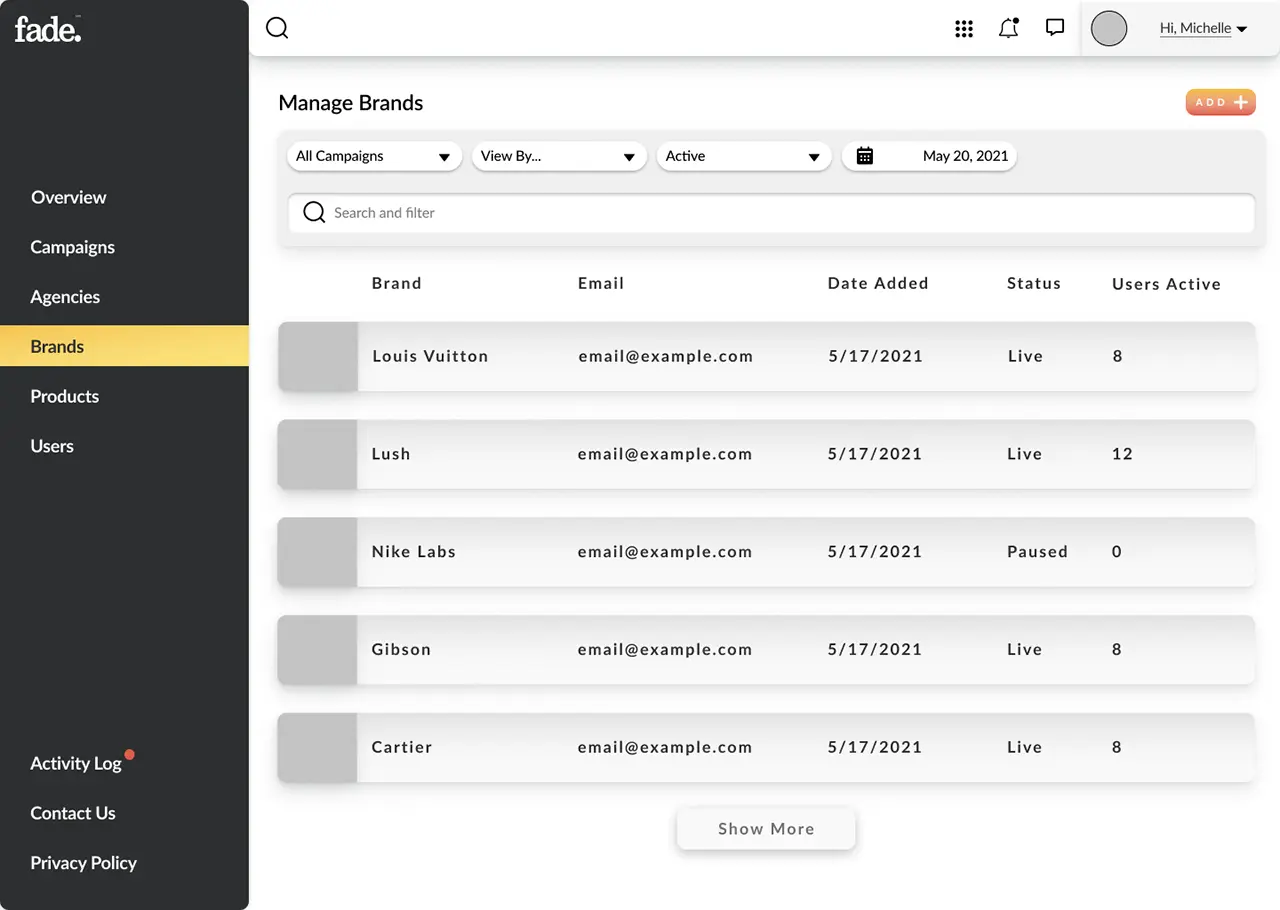 fade.
Hi, Michelle
Manage Brands
ADD
All Campaigns
View By...
Active
May 20, 2021
Search and filter
Overview
Campaigns
Agencies
Brands
Products
Users
Activity Log
Contact Us
Privacy Policy
Brand Email Date Added Status Users Active
Louis Vuitton email@example.com 5/17/2021 Live 8
Lush email@example.com 5/17/2021 Live 12
Nike Labs email@example.com 5/17/2021 Paused 0
Gibson email@example.com 5/17/2021 Live 8
Cartier email@example.com 5/17/2021 Live 8
Show More